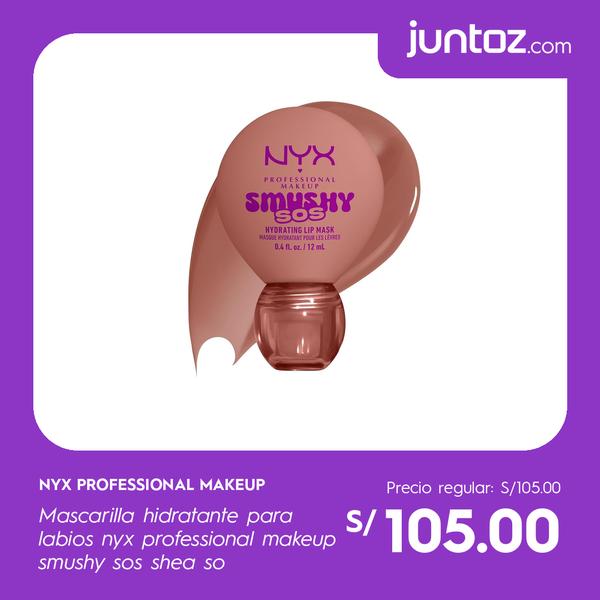 juntoz.com
NYX
PROFESSIONAL
MAKEUP
SMUSHY
SOS
HYDRATING LIP MASK
MASQUE HYDRATANT POUR LES LÈVRES
0.4 fl. oz. / 12 mL
NYX PROFESSIONAL MAKEUP
Mascarilla hidratante para
labios nyx professional makeup
smushy sos shea so
Precio regular: S/105.00
S/105.00